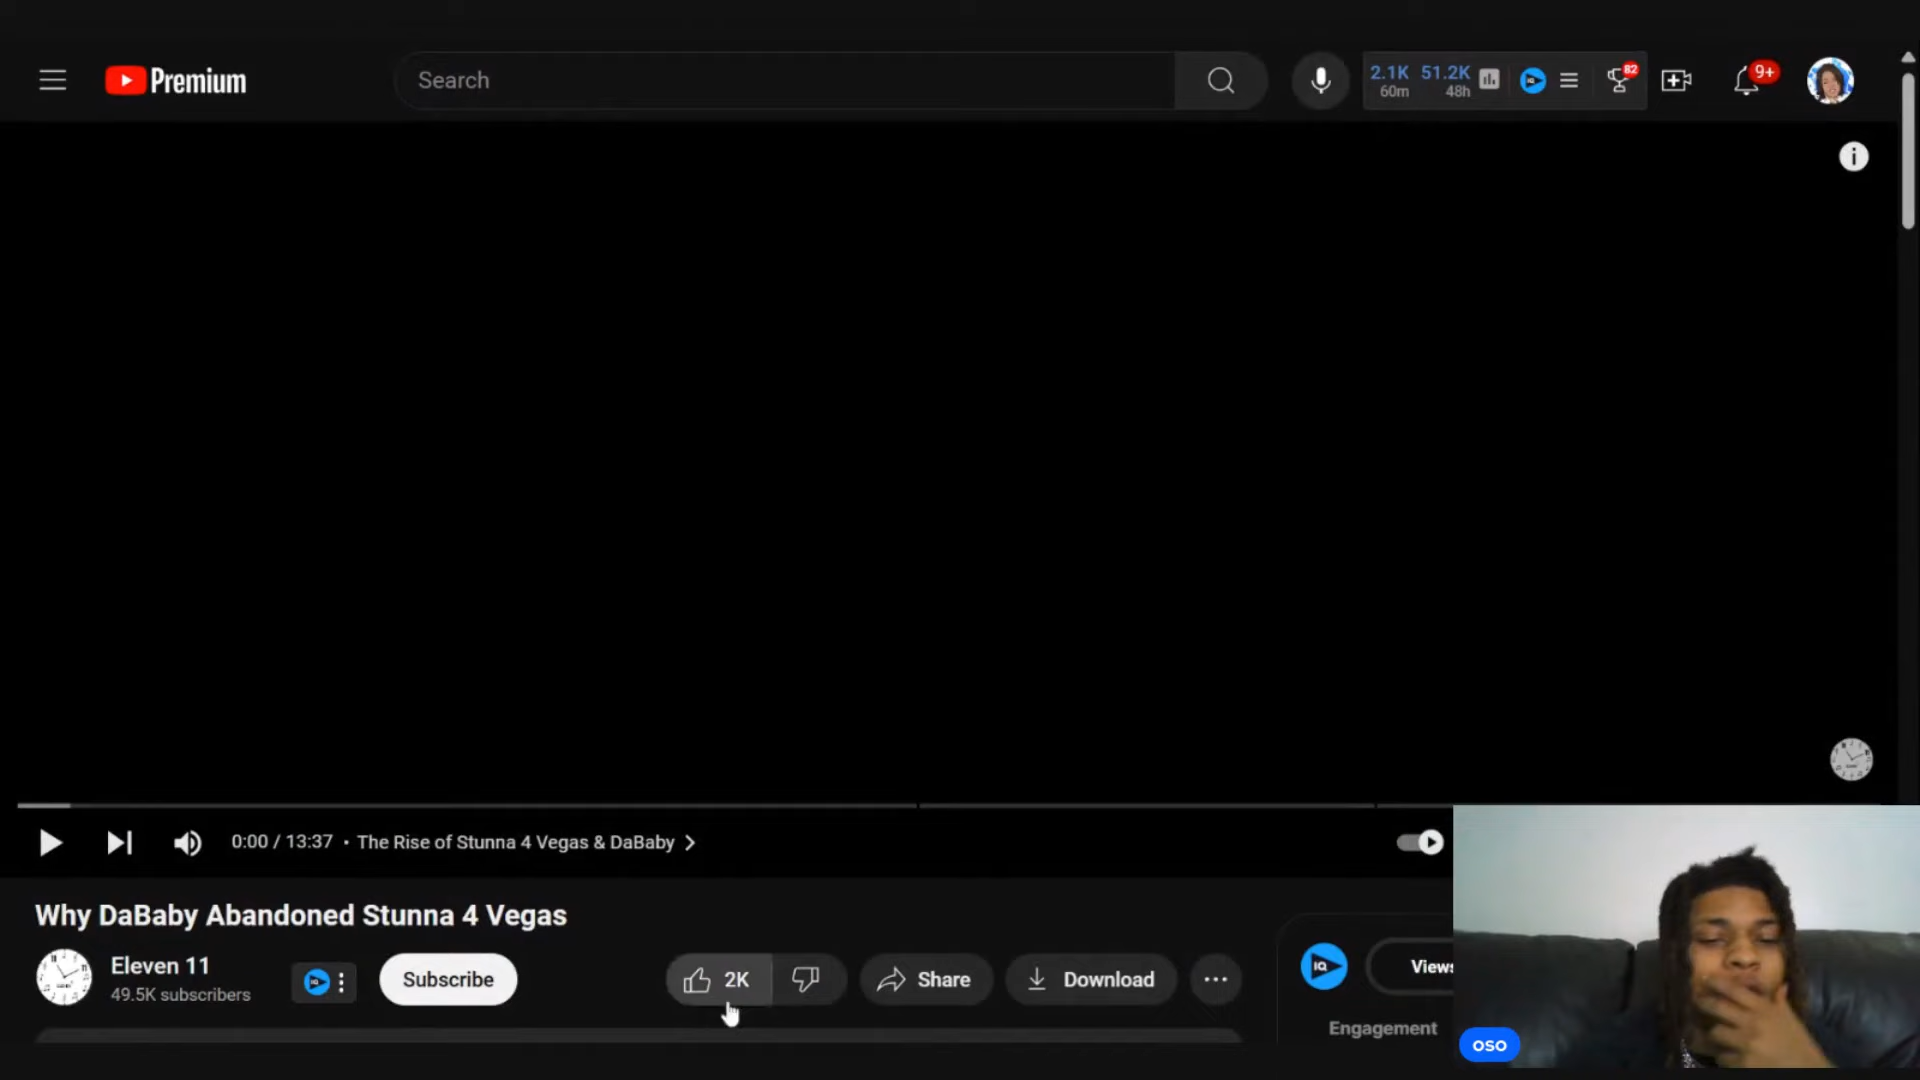 Premium
Search
2.1K 51.2K
60m 48h
82
9+
0:00 / 13:37 • The Rise of Stunna 4 Vegas & DaBaby
Why DaBaby Abandoned Stunna 4 Vegas
Eleven 11
49.5K subscribers
Subscribe
2K
Share
Download
IQ
Views
Engagement
oso